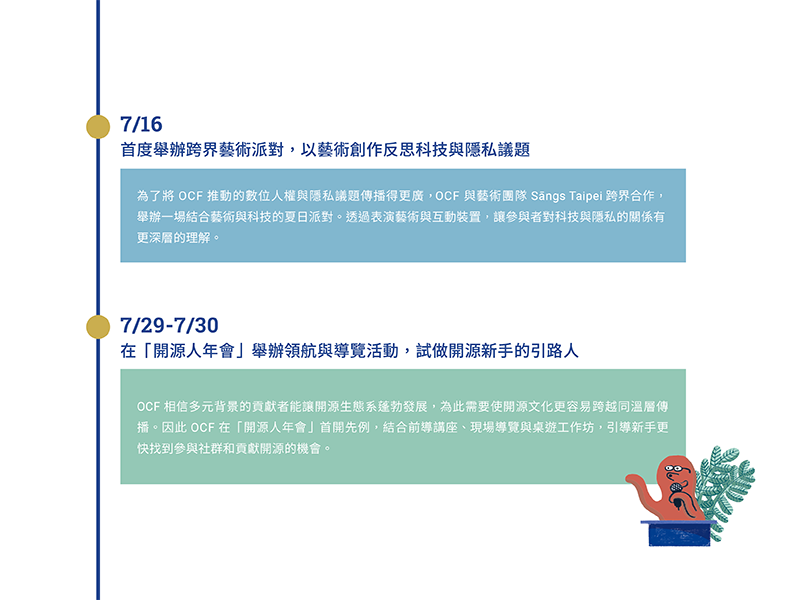 7/16
首度舉辦跨界藝術派對，以藝術創作反思科技與隱私議題
為了將 OCF 推動的數位人權與隱私議題傳播得更廣，OCF 與藝術團隊 Sāngs Taipei 跨界合作，
舉辦一場結合藝術與科技的夏日派對。透過表演藝術與互動裝置，讓參與者對科技與隱私的關係有
更深層的理解。
7/29-7/30
在「開源人年會」舉辦領航與導覽活動，試做開源新手的引路人
OCF 相信多元背景的貢獻者能讓開源生態系蓬勃發展，為此需要使開源文化更容易跨越同溫層傳
播。因此 OCF 在「開源人年會」首開先例，結合前導講座、現場導覽與桌遊工作坊，引導新手更
快找到參與社群和貢獻開源的機會。